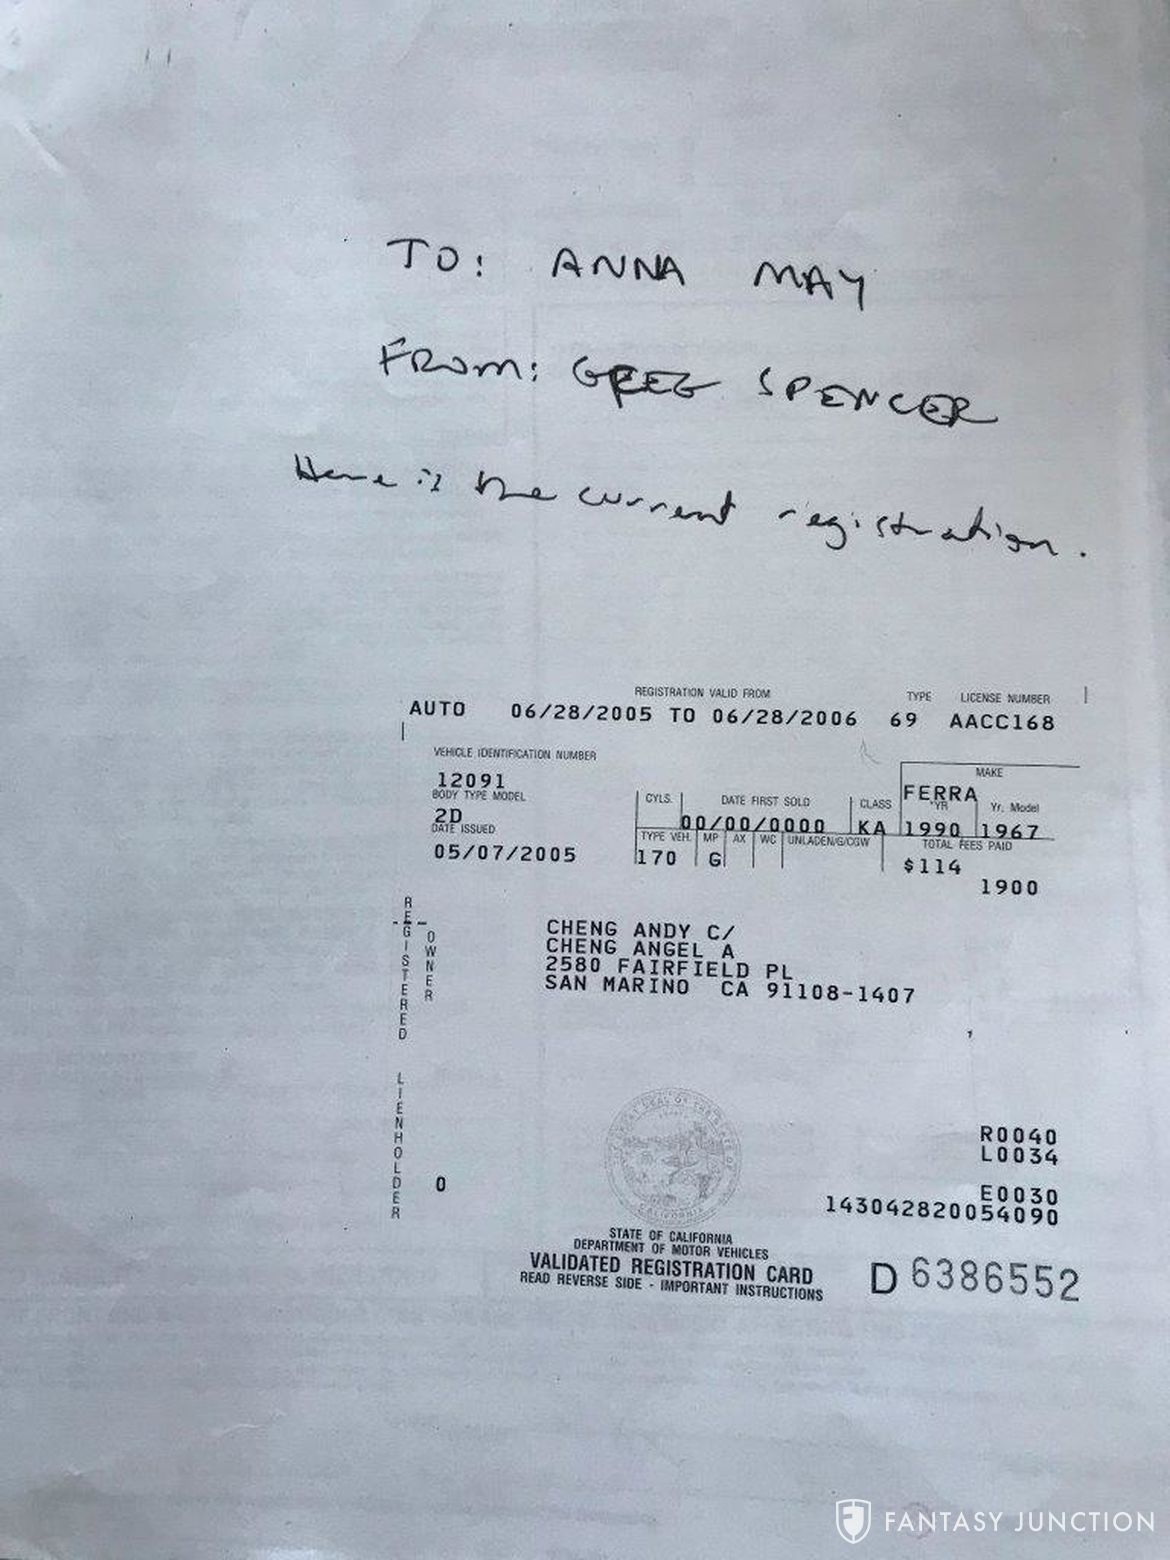 TO: ANNA MAY
FROM: GREG SPENCER
Here is the current registration.
REGISTRATION VALID FROM TYPE LICENSE NUMBER
AUTO 06/28/2005 TO 06/28/2006 69 AACC168
VEHICLE IDENTIFICATION NUMBER MAKE
12091 FERRA
BODY TYPE MODEL CYLS. DATE FIRST SOLD CLASS *YR Yr. Model
2D 00/00/0000 KA 1990 1967
DATE ISSUED TYPE VEH. MP AX WC UNLADEN/G/CGW TOTAL FEES PAID
05/07/2005 170 G $114
1900
REGISTERED OWNER
CHENG ANDY C/
CHENG ANGEL A
2580 FAIRFIELD PL
SAN MARINO CA 91108-1407
LIENHOLDER
0
R0040
L0034
E0030
143042820054090
CALIFORNIA
STATE OF CALIFORNIA
DEPARTMENT OF MOTOR VEHICLES
VALIDATED REGISTRATION CARD
READ REVERSE SIDE - IMPORTANT INSTRUCTIONS
D 6386552
FANTASY JUNCTION